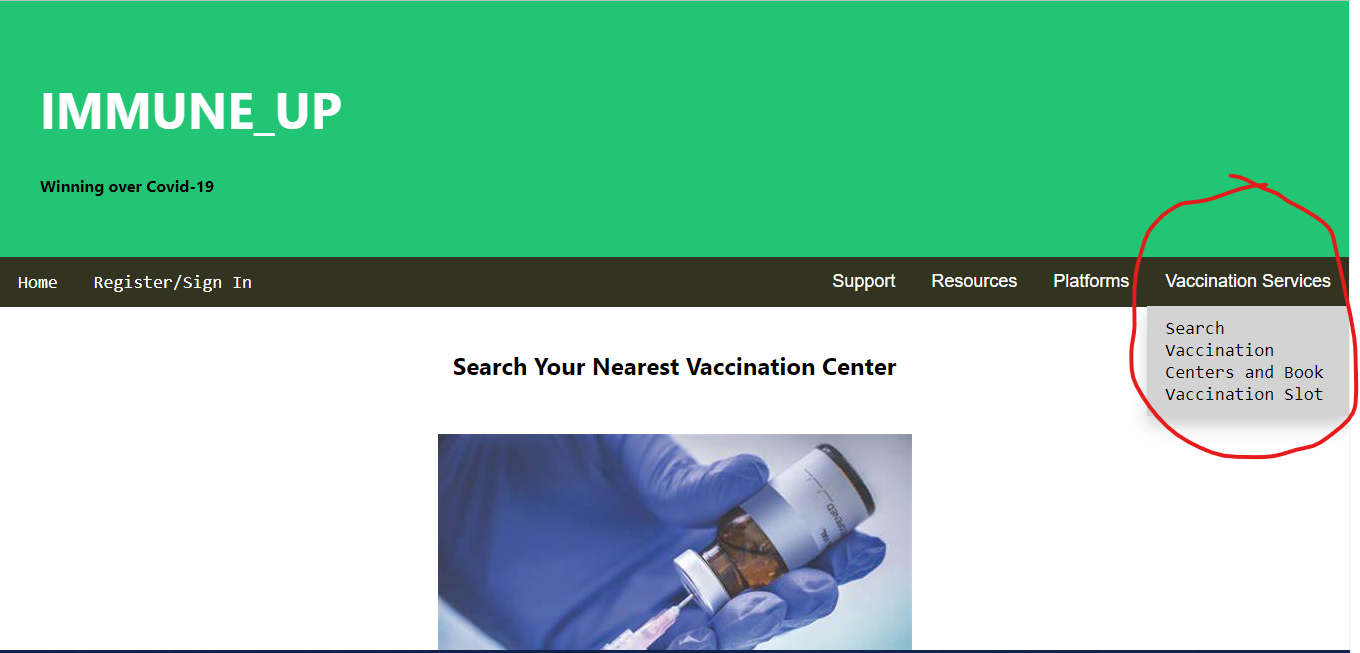 IMMUNE_UP
Winning over Covid-19
Home Register/Sign In Support Resources Platforms Vaccination Services
Search
Vaccination
Centers and Book
Vaccination Slot
Search Your Nearest Vaccination Center